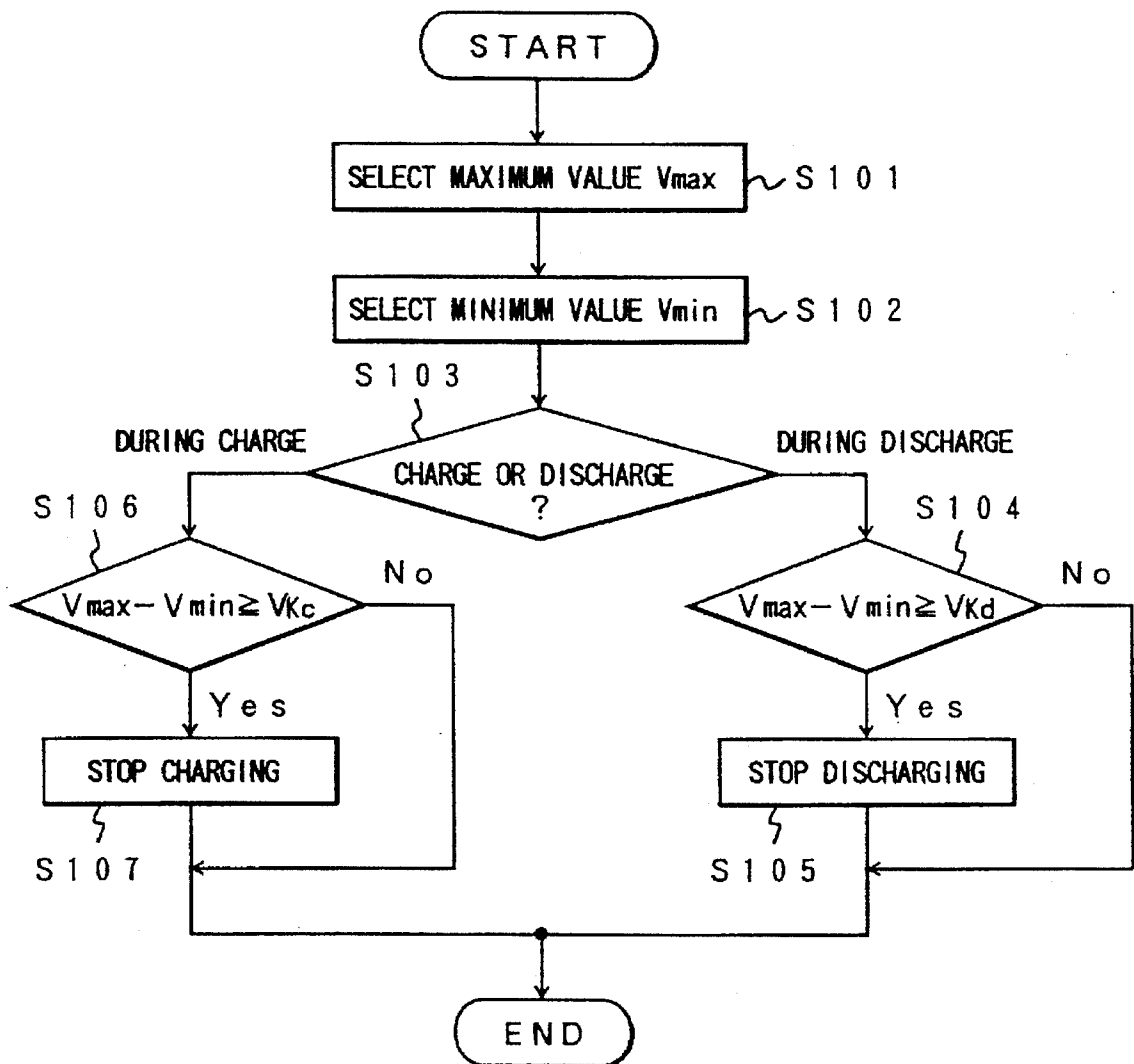 START
SELECT MAXIMUM VALUE Vmax
S101
SELECT MINIMUM VALUE Vmin
S102
S103
DURING CHARGE
DURING DISCHARGE
CHARGE OR DISCHARGE
?
S106
S104
Vmax-Vmin≧VKc
No
Vmax-Vmin≧VKd
No
Yes
Yes
STOP CHARGING
STOP DISCHARGING
S107
S105
END